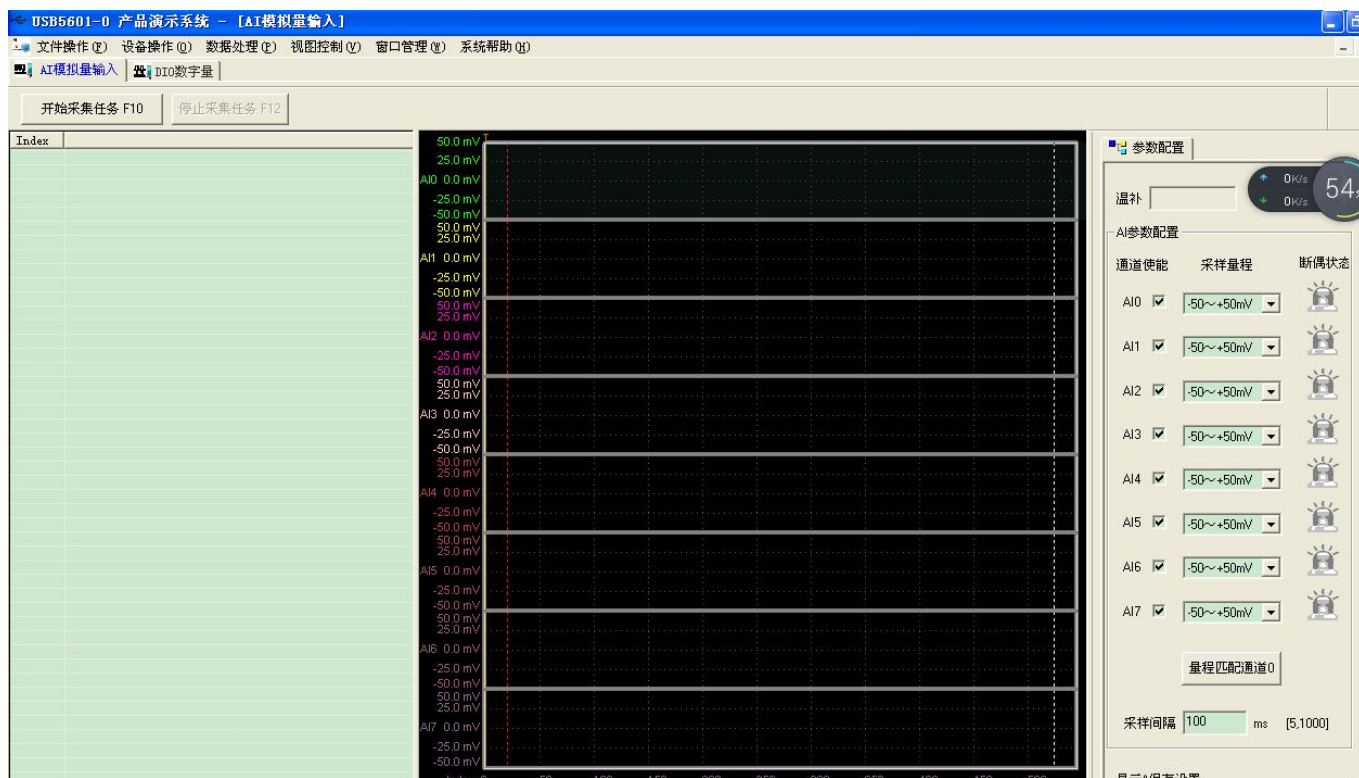 USB5601-0 产品演示系统 - [AI模拟量输入]
文件操作(F) 设备操作(O) 数据处理(P) 视图控制(V) 窗口管理(W) 系统帮助(H)
AI模拟量输入 DIO数字量
开始采集任务 F10 停止采集任务 F12
Index
50.0 mV
25.0 mV
AI0 0.0 mV
-25.0 mV
-50.0 mV
50.0 mV
25.0 mV
AI1 0.0 mV
-25.0 mV
-50.0 mV
50.0 mV
25.0 mV
AI2 0.0 mV
-25.0 mV
-50.0 mV
50.0 mV
25.0 mV
AI3 0.0 mV
-25.0 mV
-50.0 mV
50.0 mV
25.0 mV
AI4 0.0 mV
-25.0 mV
-50.0 mV
50.0 mV
25.0 mV
AI5 0.0 mV
-25.0 mV
-50.0 mV
50.0 mV
25.0 mV
AI6 0.0 mV
-25.0 mV
-50.0 mV
50.0 mV
25.0 mV
AI7 0.0 mV
-25.0 mV
-50.0 mV
参数配置
温补
0K/s
0K/s
54
AI参数配置
通道使能 采样量程 断偶状态
AI0 -50～+50mV
AI1 -50～+50mV
AI2 -50～+50mV
AI3 -50～+50mV
AI4 -50～+50mV
AI5 -50～+50mV
AI6 -50～+50mV
AI7 -50～+50mV
量程匹配通道0
采样间隔 100 ms [5,1000]